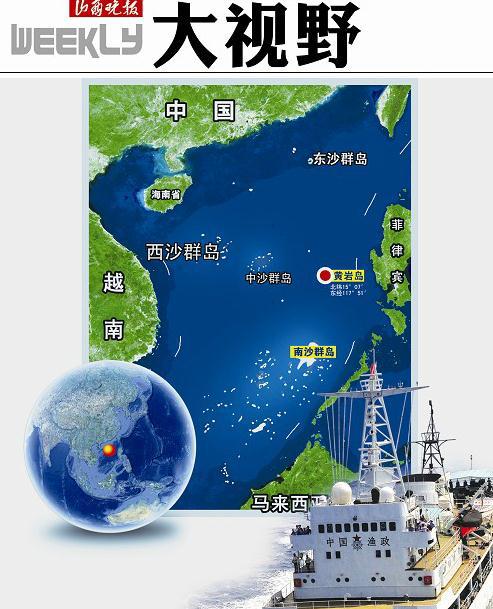 山西晚报
WEEKLY
大视野
中国
东沙群岛
海南省
菲律宾
西沙群岛
中沙群岛
黄岩岛
北纬15°07′
东经117°51′
越南
南沙群岛
马来西亚
中国 渔政